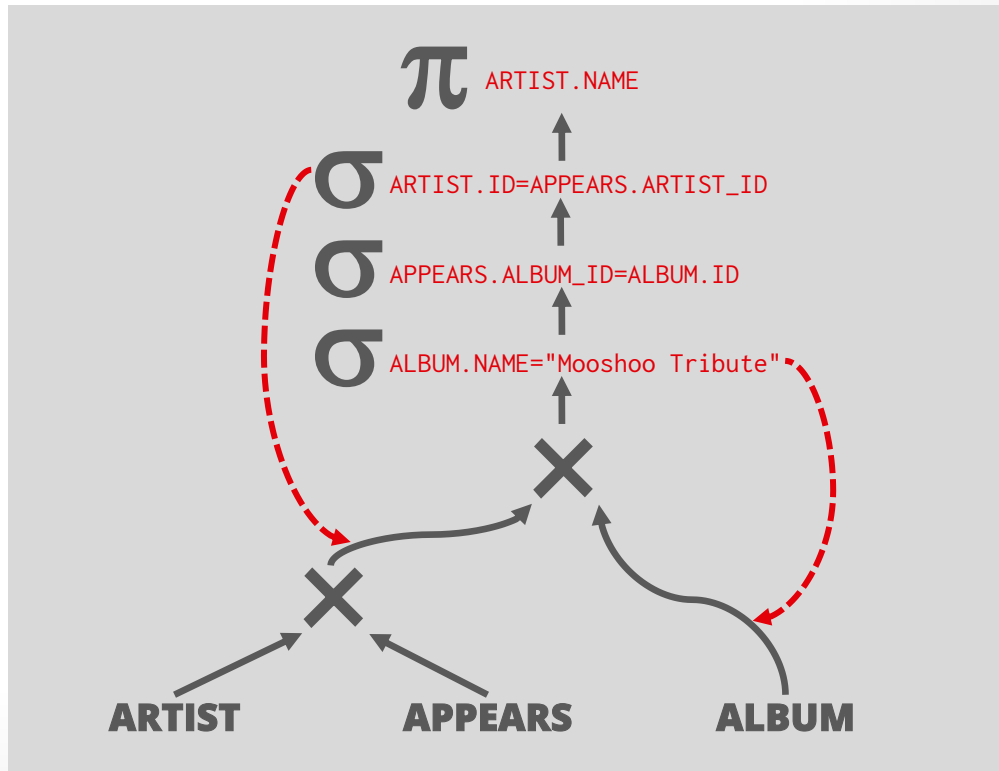 π ARTIST.NAME
σ ARTIST.ID=APPEARS.ARTIST_ID
σ APPEARS.ALBUM_ID=ALBUM.ID
σ ALBUM.NAME="Mooshoo Tribute"
×
×
ARTIST APPEARS ALBUM